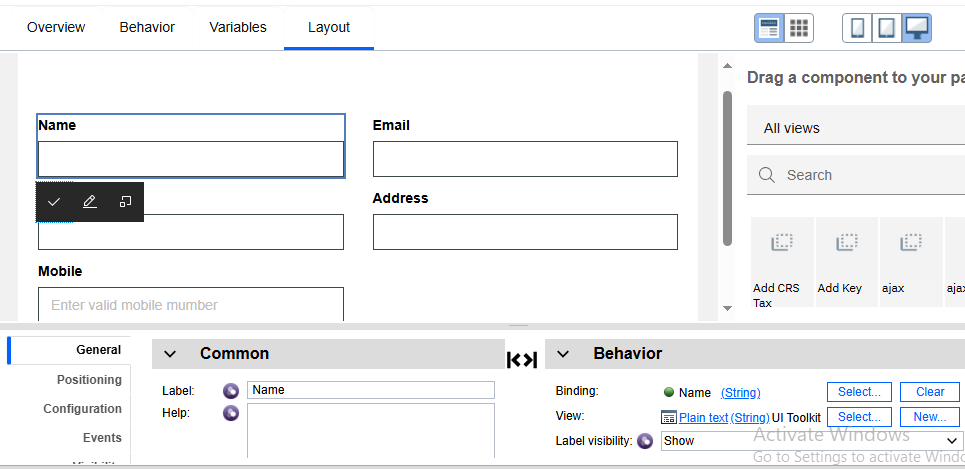 Overview Behavior Variables Layout
Drag a component to your pa
All views
Search
Name Email
Address
Mobile
Enter valid mobile mumber
Add CRS Tax Add Key ajax ajax
General
Positioning
Configuration
Events
Common
Label: Name
Help:
Behavior
Binding: Name (String) Select... Clear
View: Plain text (String) UI Toolkit Select... New...
Label visibility: Show
Activate Windows
Go to Settings to activate Windo